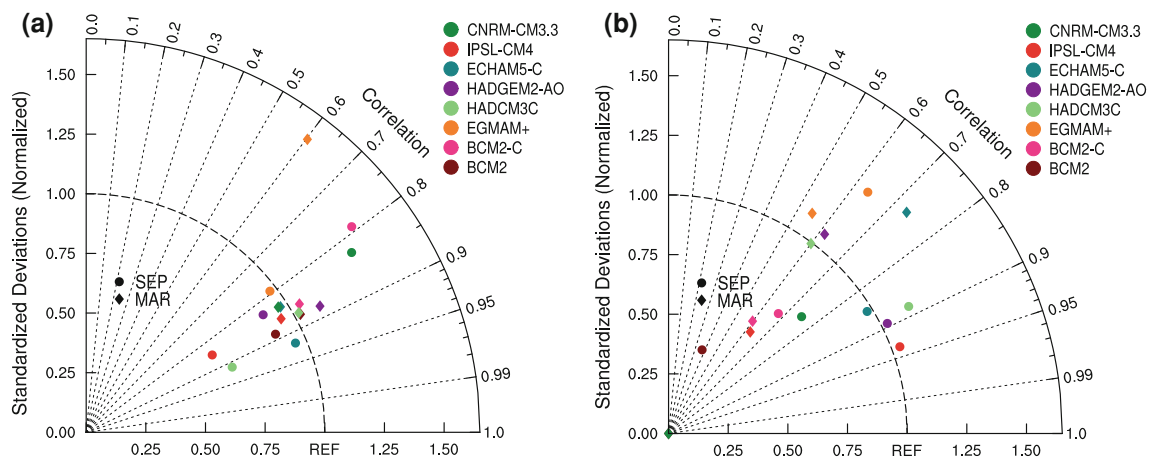 (a)
Standardized Deviations (Normalized)
1.50
1.25
1.00
0.75
0.50
0.25
0.00
0.25
0.50
0.75
REF
1.25
1.50
0.0
0.1
0.2
0.3
0.4
0.5
0.6
0.7
0.8
0.9
0.95
0.99
1.0
Correlation
SEP
MAR
CNRM-CM3.3
IPSL-CM4
ECHAM5-C
HADGEM2-AO
HADCM3C
EGMAM+
BCM2-C
BCM2
(b)
Standardized Deviations (Normalized)
1.50
1.25
1.00
0.75
0.50
0.25
0.00
0.25
0.50
0.75
REF
1.25
1.50
0.0
0.1
0.2
0.3
0.4
0.5
0.6
0.7
0.8
0.9
0.95
0.99
1.0
Correlation
SEP
MAR
CNRM-CM3.3
IPSL-CM4
ECHAM5-C
HADGEM2-AO
HADCM3C
EGMAM+
BCM2-C
BCM2